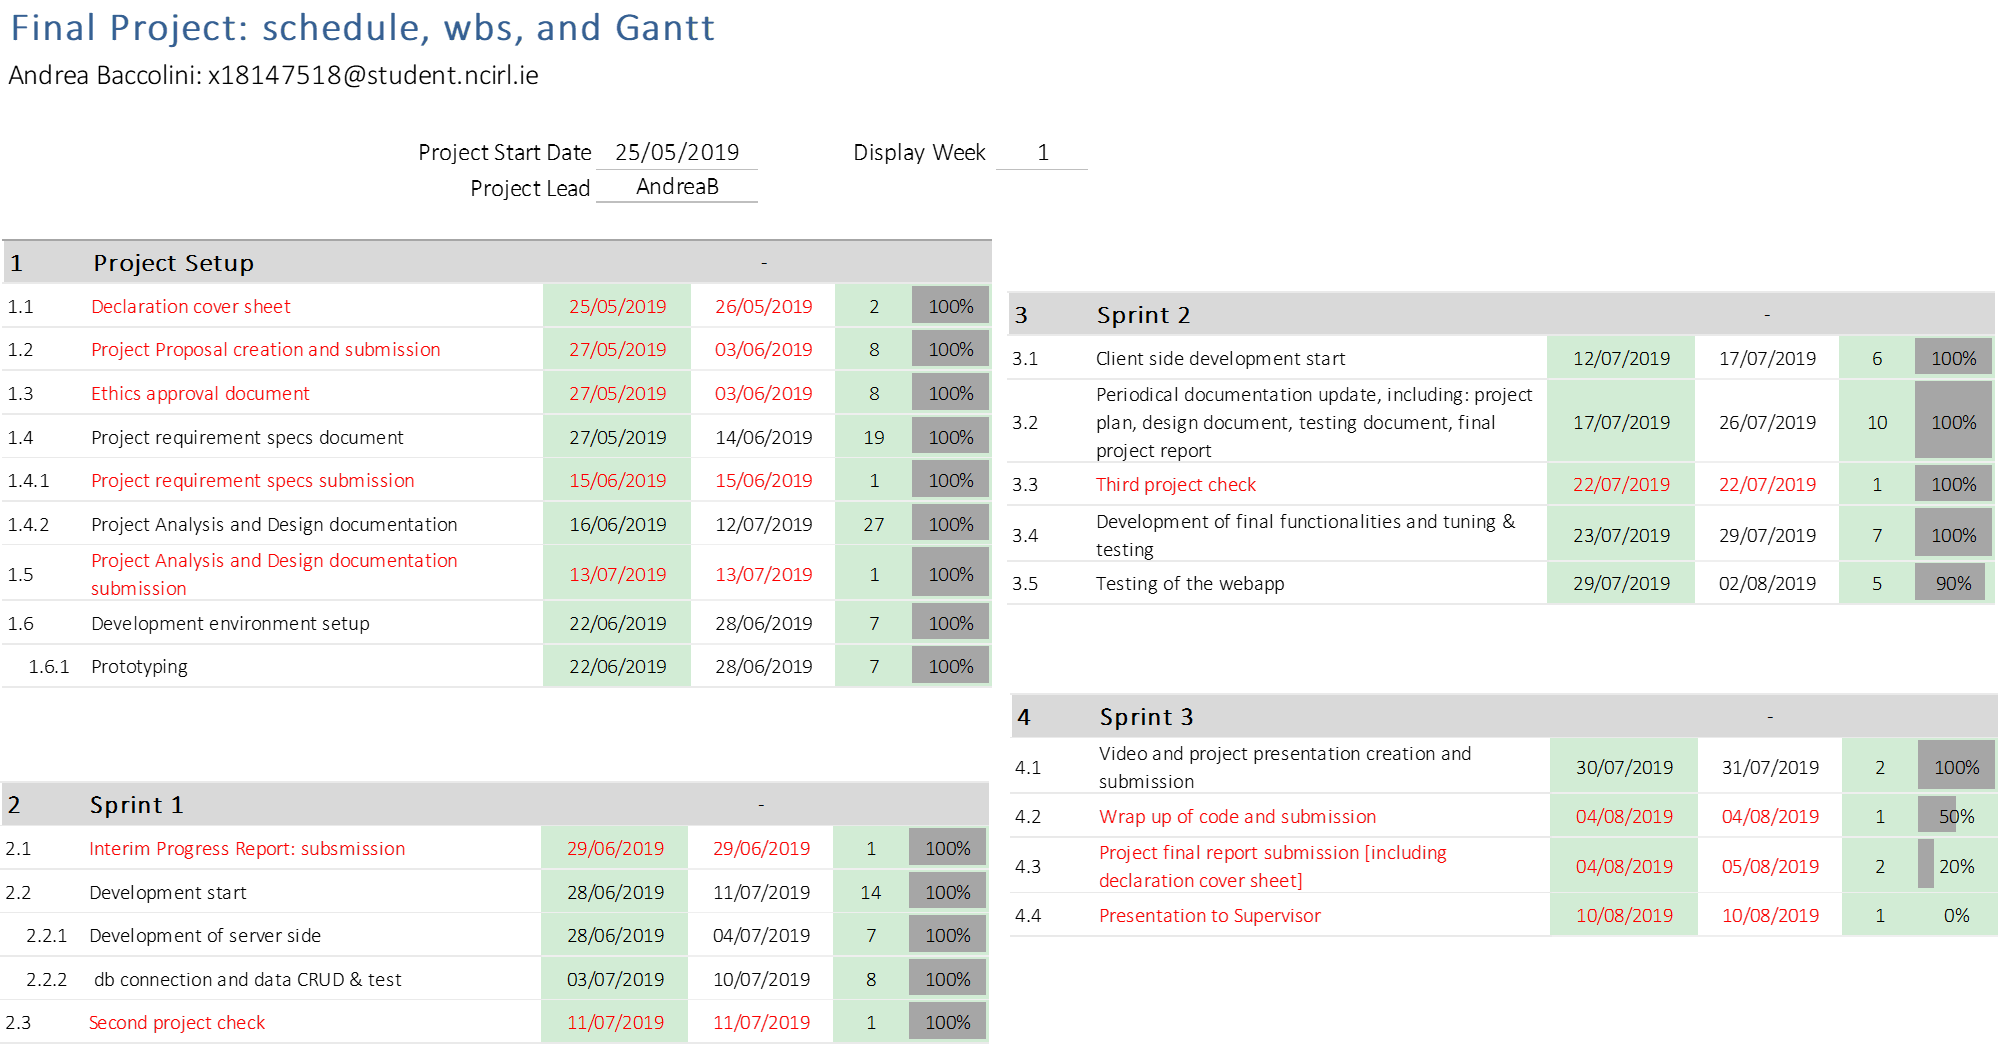 Final Project: schedule, wbs, and Gantt
Andrea Baccolini: x18147518@student.ncirl.ie
Project Start Date 25/05/2019 Display Week 1
Project Lead AndreaB
1 Project Setup -
1.1 Declaration cover sheet 25/05/2019 26/05/2019 2 100%
1.2 Project Proposal creation and submission 27/05/2019 03/06/2019 8 100%
1.3 Ethics approval document 27/05/2019 03/06/2019 8 100%
1.4 Project requirement specs document 27/05/2019 14/06/2019 19 100%
1.4.1 Project requirement specs submission 15/06/2019 15/06/2019 1 100%
1.4.2 Project Analysis and Design documentation 16/06/2019 12/07/2019 27 100%
Project Analysis and Design documentation
1.5 13/07/2019 13/07/2019 1 100%
submission
1.6 Development environment setup 22/06/2019 28/06/2019 7 100%
1.6.1 Prototyping 22/06/2019 28/06/2019 7 100%
2 Sprint 1 -
2.1 Interim Progress Report: subsmission 29/06/2019 29/06/2019 1 100%
2.2 Development start 28/06/2019 11/07/2019 14 100%
2.2.1 Development of server side 28/06/2019 04/07/2019 7 100%
2.2.2 db connection and data CRUD & test 03/07/2019 10/07/2019 8 100%
2.3 Second project check 11/07/2019 11/07/2019 1 100%
3 Sprint 2 -
3.1 Client side development start 12/07/2019 17/07/2019 6 100%
Periodical documentation update, including: project
3.2 plan, design document, testing document, final 17/07/2019 26/07/2019 10 100%
project report
3.3 Third project check 22/07/2019 22/07/2019 1 100%
Development of final functionalities and tuning &
3.4 23/07/2019 29/07/2019 7 100%
testing
3.5 Testing of the webapp 29/07/2019 02/08/2019 5 90%
4 Sprint 3 -
Video and project presentation creation and
4.1 30/07/2019 31/07/2019 2 100%
submission
4.2 Wrap up of code and submission 04/08/2019 04/08/2019 1 50%
Project final report submission [including
4.3 04/08/2019 05/08/2019 2 20%
declaration cover sheet]
4.4 Presentation to Supervisor 10/08/2019 10/08/2019 1 0%